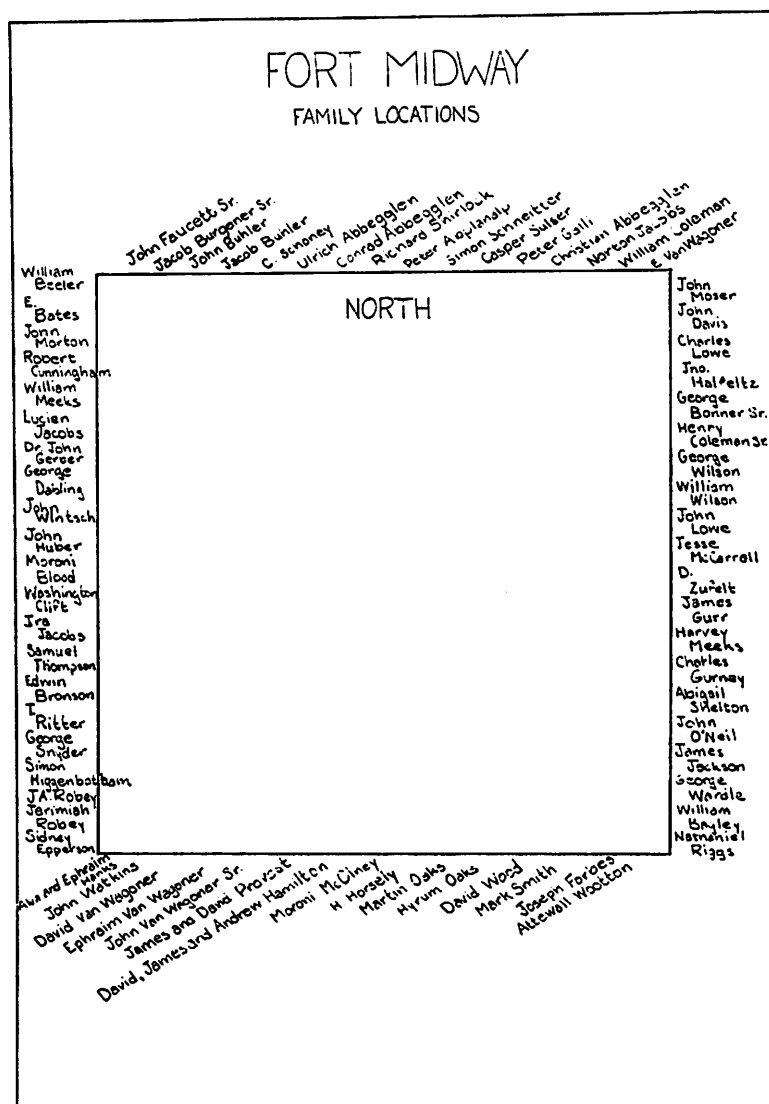 FORT MIDWAY
FAMILY LOCATIONS
John Faucett Sr.
Jacob Burgener Sr.
John Buhler
Jacob Buhler
C. Schoney
Ulrich Abbegglen
Conrad Abbegglen
Richard Shirlock
Peter Applandlp
Simon Schneitter
Casper Sulser
Peter Galli
Christian Abbegglen
Norton Jacobs
William Coleman
E. VanWagoner
NORTH
William
Beeler
E.
Bates
John
Morton
Robert
Cunningham
William
Meeks
Lucien
Jacobs
Dr. John
Gerber
George
Dabling
John
Wintsch
John
Huber
Moroni
Blood
Washington
Clift
Ira
Jacobs
Samuel
Thompson
Edwin
Bronson
T.
Ritter
George
Snyder
Simon
Higgenbotham
J.A. Robey
Jerimiah
Robey
Sidney
Epperson
John
Moser
John
Davis
Charles
Lowe
Jno.
Halfeltz
George
Bonner Sr.
Henry
Coleman Sr
George
Wilson
William
Wilson
John
Lowe
Jesse
McCarroll
D.
Zufelt
James
Gurr
Harvey
Meeks
Charles
Gurney
Abigail
Shelton
John
O'Neil
James
Jackson
George
Wardle
William
Bayley
Nathaniel
Riggs
and Ephraim
Hanks
John Watkins
David Van Wagoner
Ephraim Van Wagoner
John Van Wagoner Sr.
James and David Provost
David, James and Andrew Hamilton
Moroni McOlney
H Horsely
Martin Oaks
Hyrum Oaks
David Wood
Mark Smith
Joseph Forbes
Attewall Wootton